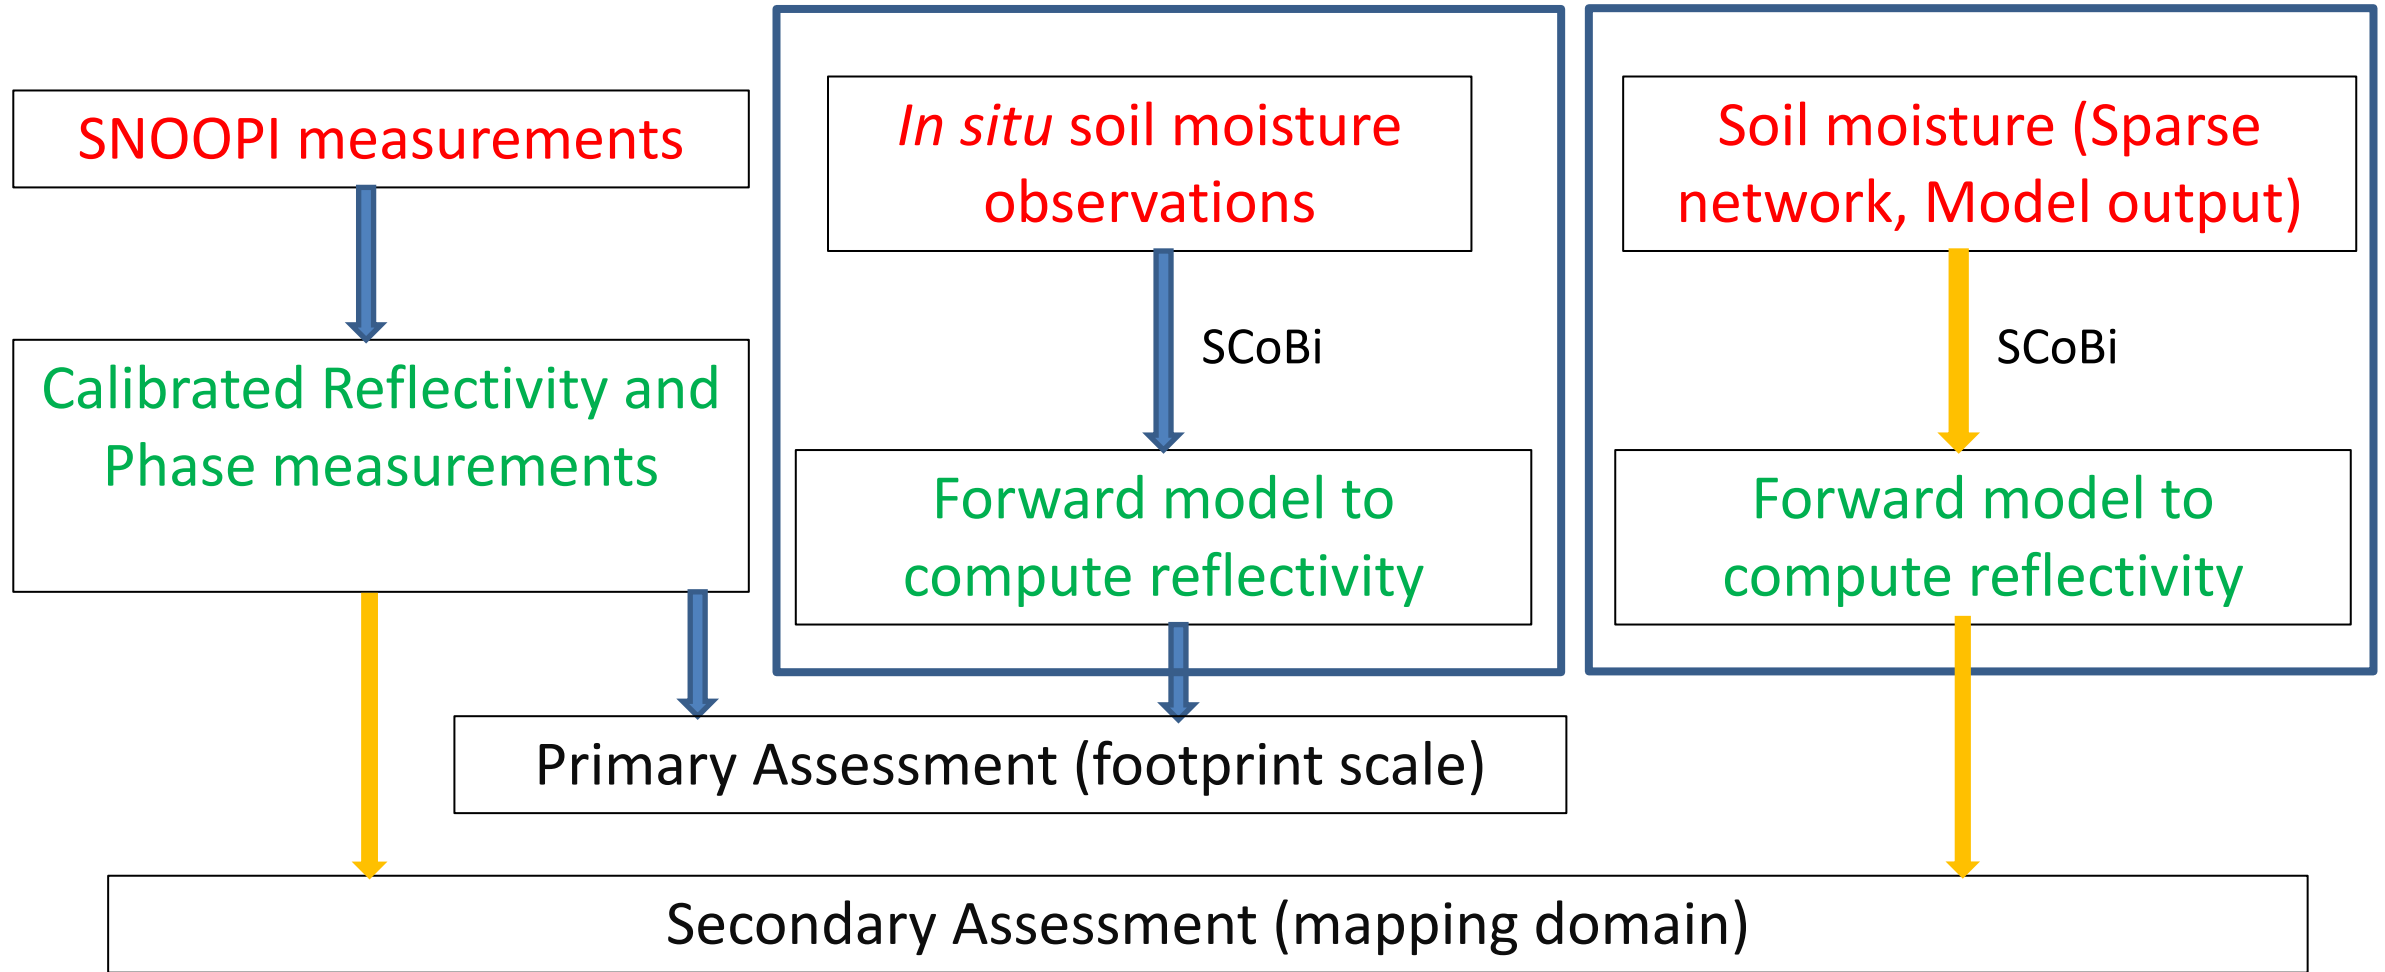 SNOOPI measurements
In situ soil moisture
observations
Soil moisture (Sparse
network, Model output)
SCoBi
SCoBi
Calibrated Reflectivity and
Phase measurements
Forward model to
compute reflectivity
Forward model to
compute reflectivity
Primary Assessment (footprint scale)
Secondary Assessment (mapping domain)